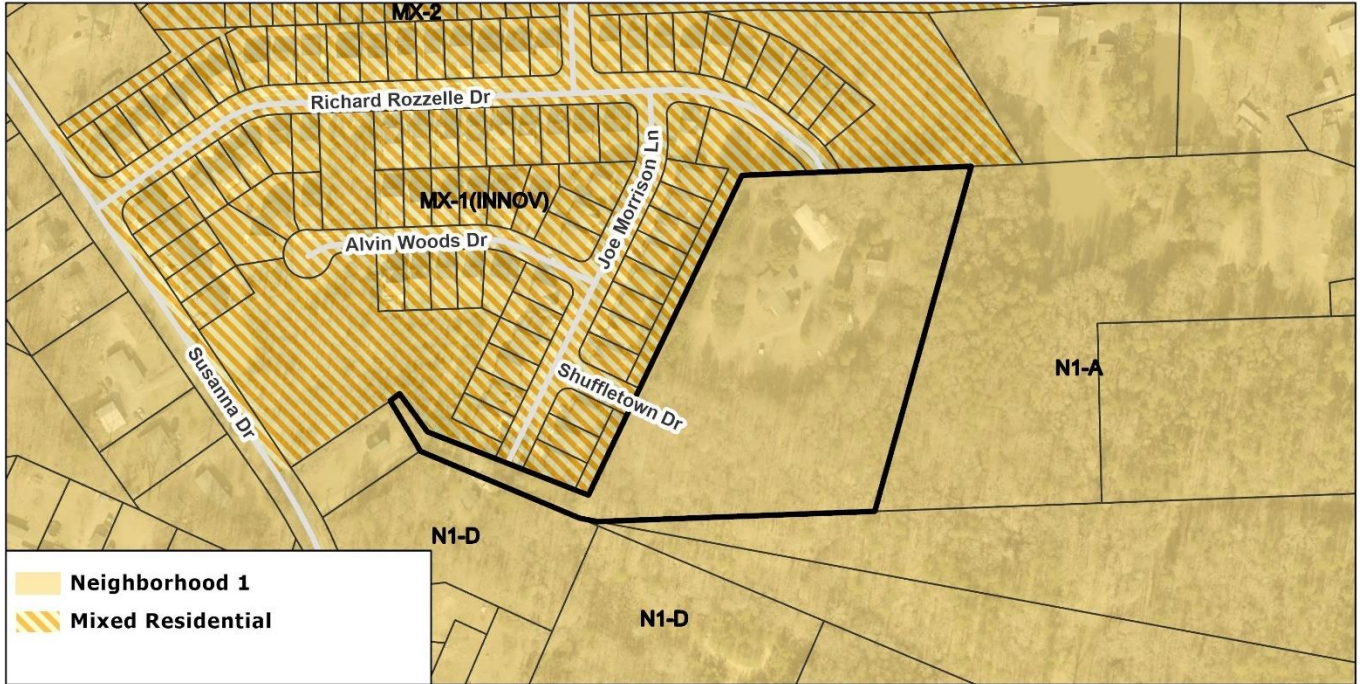 MX-2
Richard Rozzelle Dr
Joe Morrison Ln
MX-1(INNOV)
Alvin Woods Dr
Susanna Dr
Shuffletown Dr
N1-A
N1-D
N1-D
Neighborhood 1
Mixed Residential